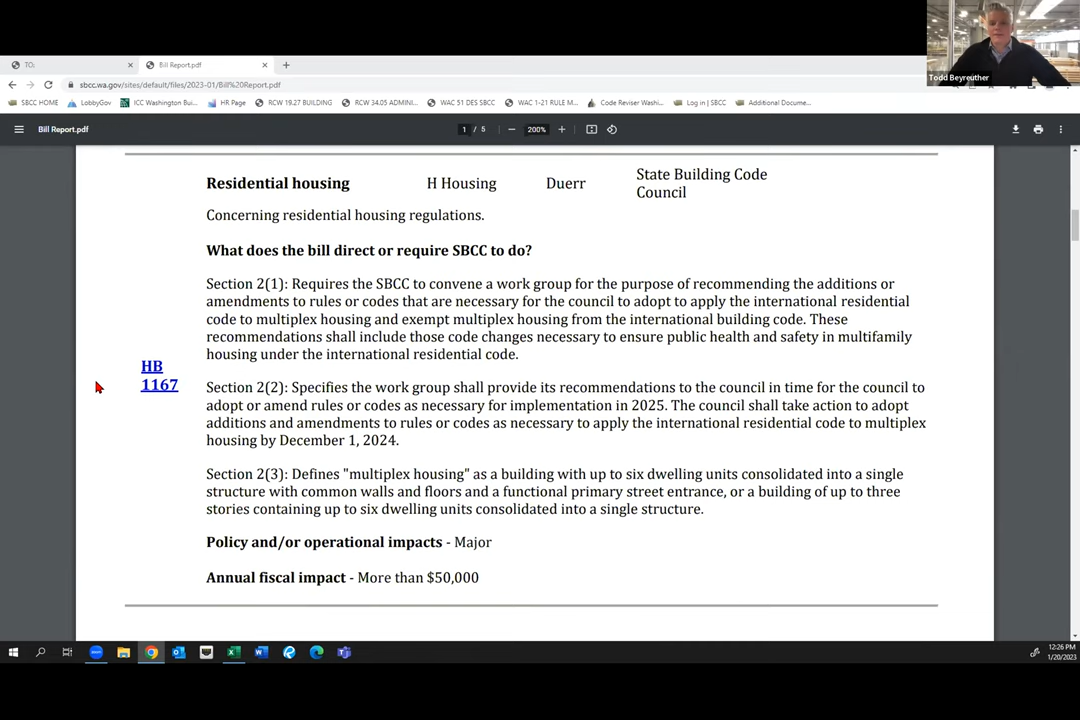 Todd Beyreuther
TO:
Bill Report.pdf
sbcc.wa.gov/sites/default/files/2023-01/Bill%20Report.pdf
SBCC HOME LobbyGov ICC Washington Bui... HR Page RCW 19.27 BUILDING RCW 34.05 ADMINI... WAC 51 DES SBCC WAC 1-21 RULE M... Code Reviser Washi... Log in | SBCC Additional Docume...
Bill Report.pdf 1 / 5 200%
Residential housing H Housing Duerr State Building Code
Council
Concerning residential housing regulations.
What does the bill direct or require SBCC to do?
Section 2(1): Requires the SBCC to convene a work group for the purpose of recommending the additions or
amendments to rules or codes that are necessary for the council to adopt to apply the international residential
code to multiplex housing and exempt multiplex housing from the international building code. These
recommendations shall include those code changes necessary to ensure public health and safety in multifamily
housing under the international residential code.
HB
1167
Section 2(2): Specifies the work group shall provide its recommendations to the council in time for the council to
adopt or amend rules or codes as necessary for implementation in 2025. The council shall take action to adopt
additions and amendments to rules or codes as necessary to apply the international residential code to multiplex
housing by December 1, 2024.
Section 2(3): Defines "multiplex housing" as a building with up to six dwelling units consolidated into a single
structure with common walls and floors and a functional primary street entrance, or a building of up to three
stories containing up to six dwelling units consolidated into a single structure.
Policy and/or operational impacts - Major
Annual fiscal impact - More than $50,000
12:26 PM
1/20/2023